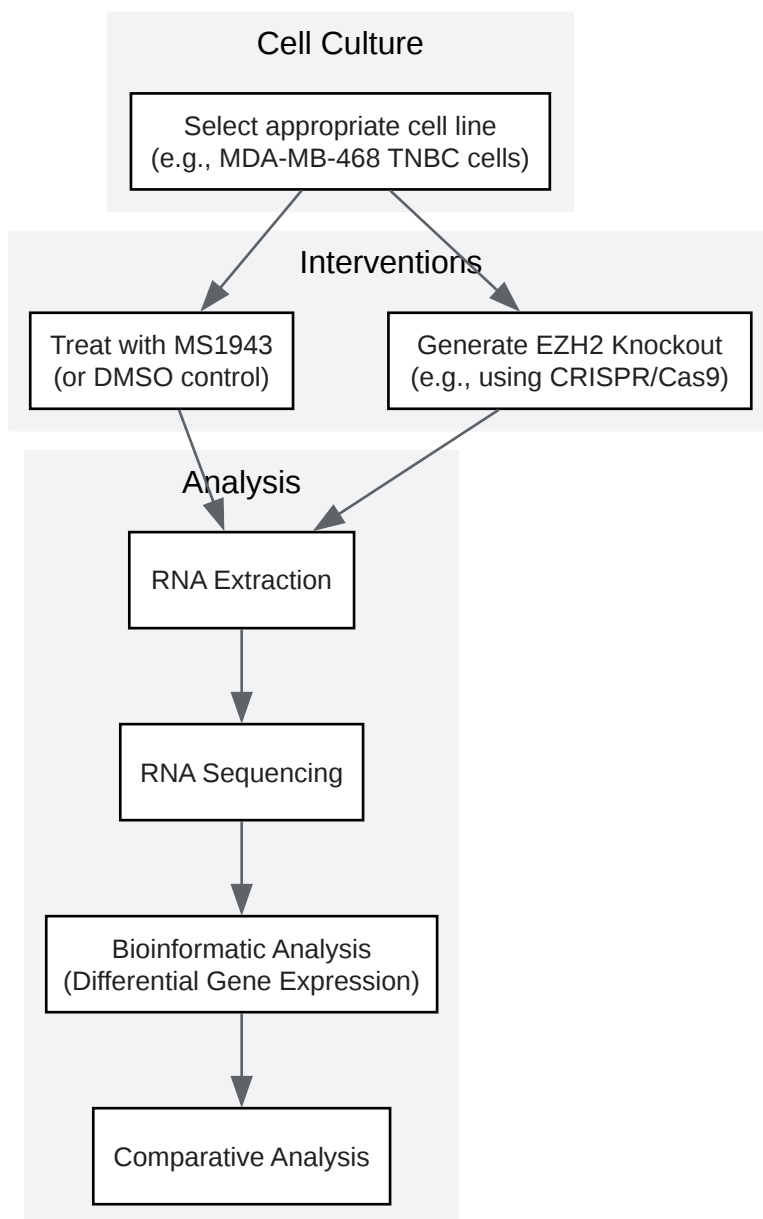 Cell Culture
Select appropriate cell line
(e.g., MDA-MB-468 TNBC cells)
Interventions
Treat with MS1943
(or DMSO control)
Generate EZH2 Knockout
(e.g., using CRISPR/Cas9)
Analysis
RNA Extraction
RNA Sequencing
Bioinformatic Analysis
(Differential Gene Expression)
Comparative Analysis